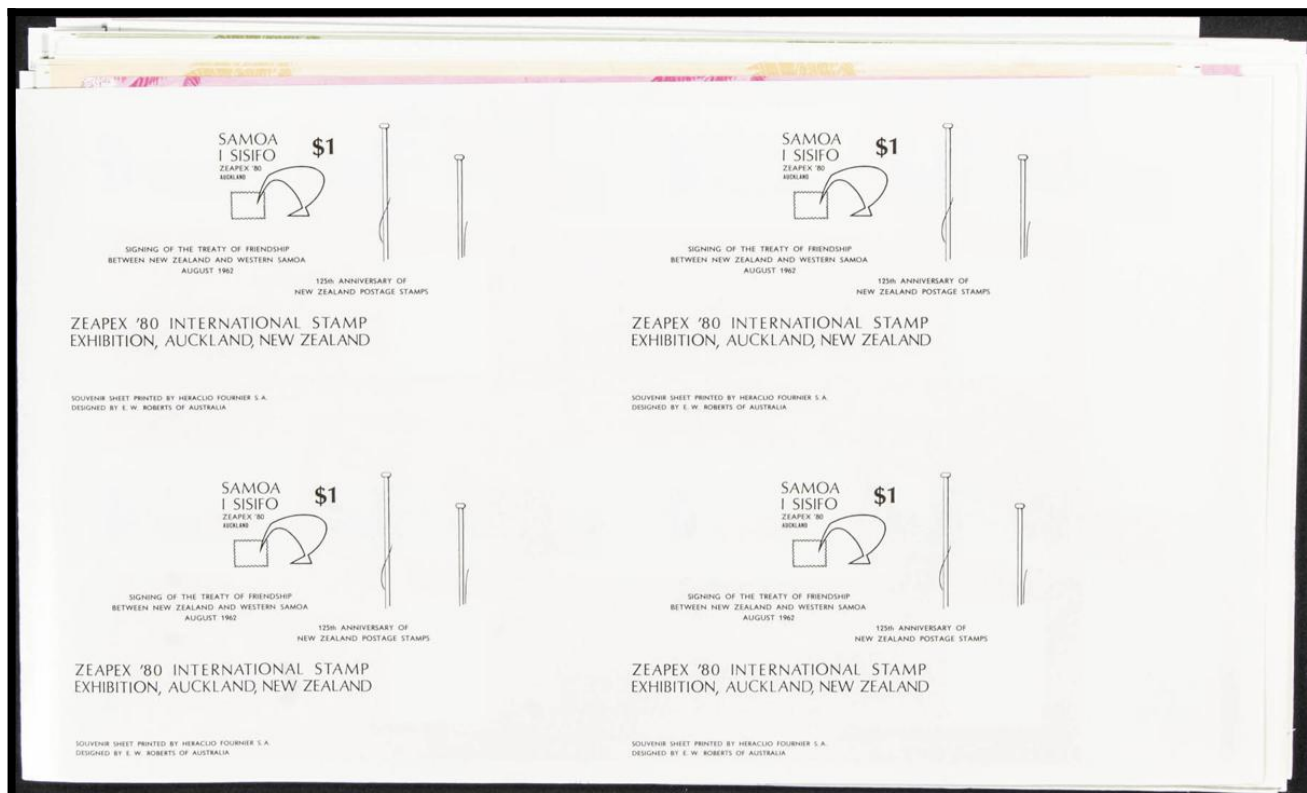 SAMOA
I SISIFO
$1
ZEAPEX '80
AUCKLAND
SIGNING OF THE TREATY OF FRIENDSHIP
BETWEEN NEW ZEALAND AND WESTERN SAMOA
AUGUST 1962
125th ANNIVERSARY OF
NEW ZEALAND POSTAGE STAMPS
ZEAPEX '80 INTERNATIONAL STAMP
EXHIBITION, AUCKLAND, NEW ZEALAND
SOUVENIR SHEET PRINTED BY HERACLIO FOURNIER S.A.
DESIGNED BY E. W. ROBERTS OF AUSTRALIA
SAMOA
I SISIFO
$1
ZEAPEX '80
AUCKLAND
SIGNING OF THE TREATY OF FRIENDSHIP
BETWEEN NEW ZEALAND AND WESTERN SAMOA
AUGUST 1962
125th ANNIVERSARY OF
NEW ZEALAND POSTAGE STAMPS
ZEAPEX '80 INTERNATIONAL STAMP
EXHIBITION, AUCKLAND, NEW ZEALAND
SOUVENIR SHEET PRINTED BY HERACLIO FOURNIER S.A.
DESIGNED BY E. W. ROBERTS OF AUSTRALIA
SAMOA
I SISIFO
$1
ZEAPEX '80
AUCKLAND
SIGNING OF THE TREATY OF FRIENDSHIP
BETWEEN NEW ZEALAND AND WESTERN SAMOA
AUGUST 1962
125th ANNIVERSARY OF
NEW ZEALAND POSTAGE STAMPS
ZEAPEX '80 INTERNATIONAL STAMP
EXHIBITION, AUCKLAND, NEW ZEALAND
SOUVENIR SHEET PRINTED BY HERACLIO FOURNIER S.A.
DESIGNED BY E. W. ROBERTS OF AUSTRALIA
SAMOA
I SISIFO
$1
ZEAPEX '80
AUCKLAND
SIGNING OF THE TREATY OF FRIENDSHIP
BETWEEN NEW ZEALAND AND WESTERN SAMOA
AUGUST 1962
125th ANNIVERSARY OF
NEW ZEALAND POSTAGE STAMPS
ZEAPEX '80 INTERNATIONAL STAMP
EXHIBITION, AUCKLAND, NEW ZEALAND
SOUVENIR SHEET PRINTED BY HERACLIO FOURNIER S.A.
DESIGNED BY E. W. ROBERTS OF AUSTRALIA